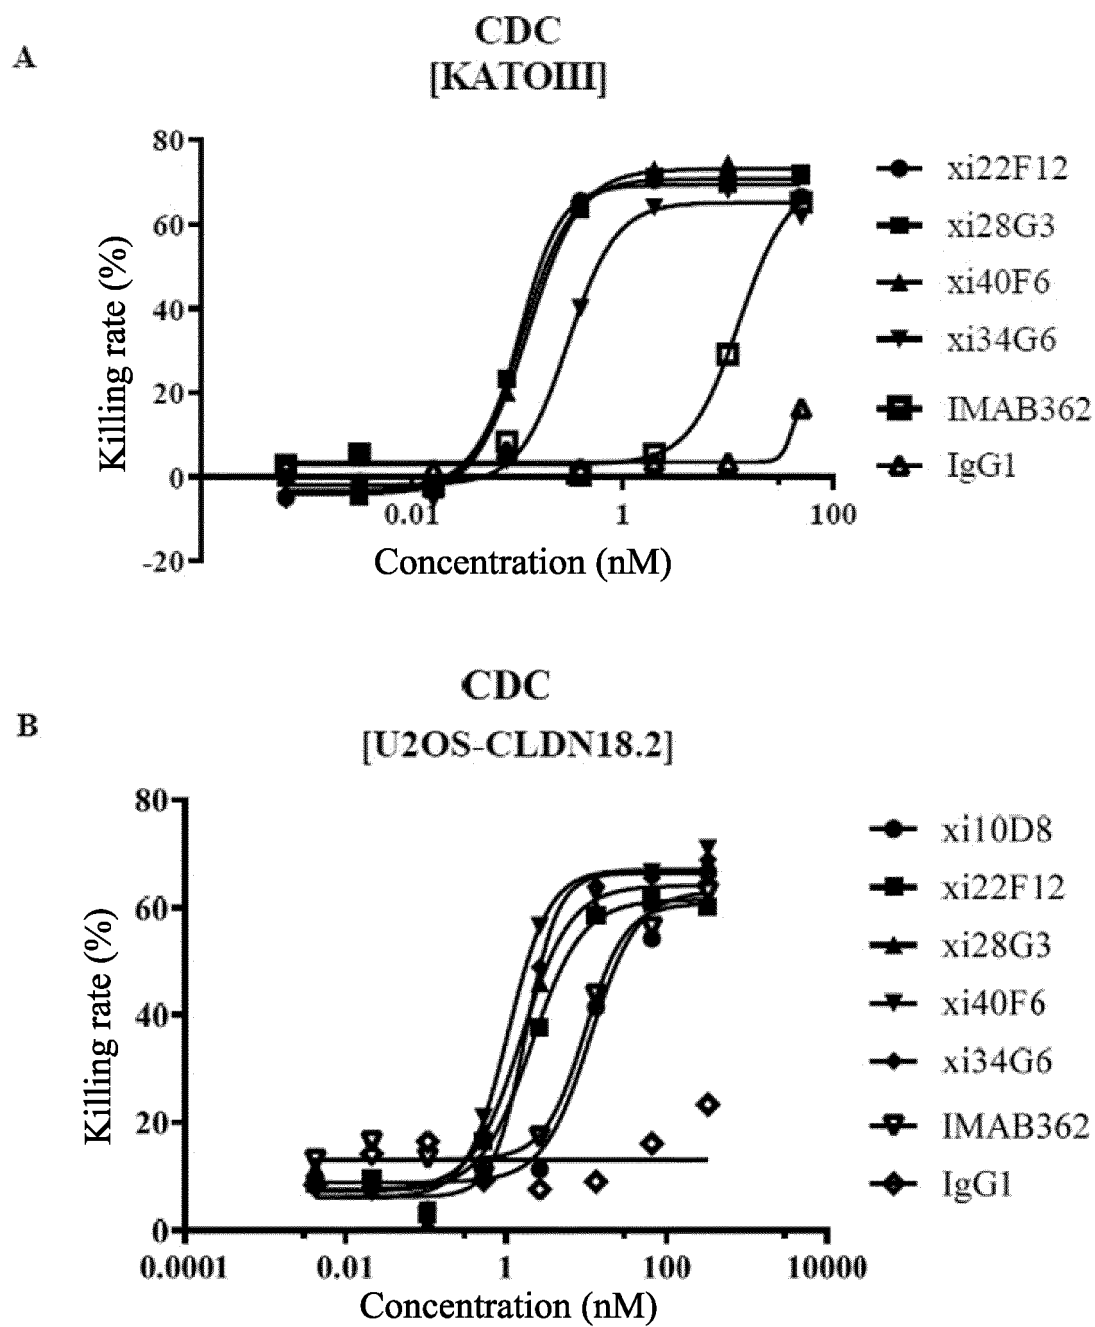 A
CDC
[KATOIII]
Killing rate (%)
80
60
40
20
0
-20
0.01
1
100
Concentration (nM)
xi22F12
xi28G3
xi40F6
xi34G6
IMAB362
IgG1
B
CDC
[U2OS-CLDN18.2]
Killing rate (%)
80
60
40
20
0
0.0001
0.01
1
100
10000
Concentration (nM)
xi10D8
xi22F12
xi28G3
xi40F6
xi34G6
IMAB362
IgG1